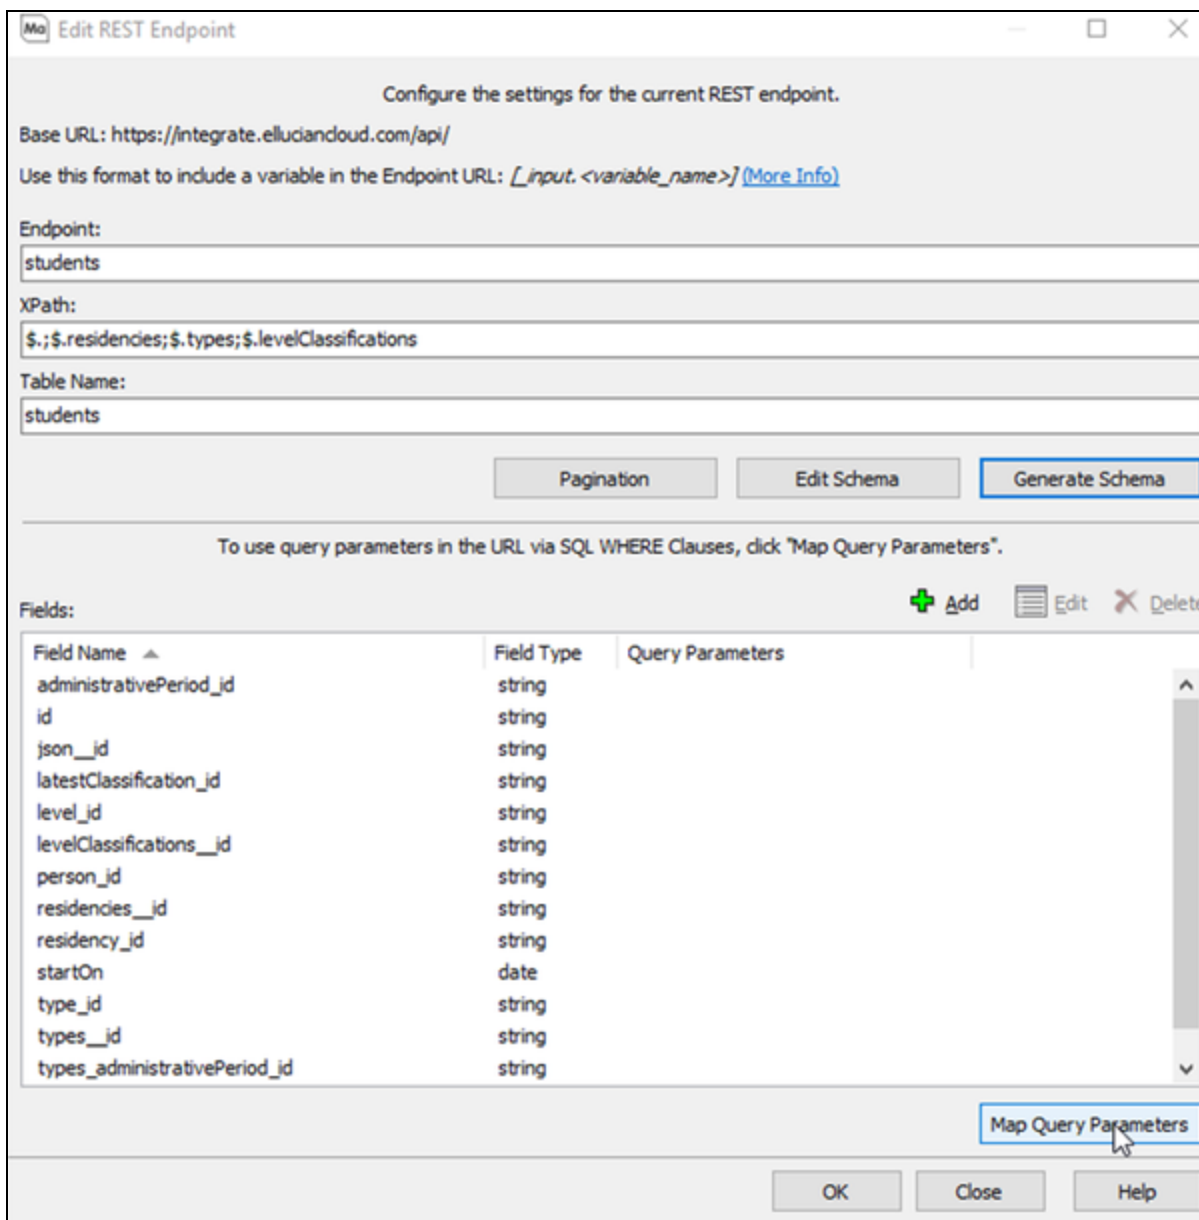 Ma Edit REST Endpoint
Configure the settings for the current REST endpoint.
Base URL: https://integrate.elluciancloud.com/api/
Use this format to include a variable in the Endpoint URL: [_input.<variable_name>] (More Info)
Endpoint:
students
XPath:
$.;$.residencies;$.types;$.levelClassifications
Table Name:
students
Pagination Edit Schema Generate Schema
To use query parameters in the URL via SQL WHERE Clauses, click "Map Query Parameters".
Fields: Add Edit Delete
Field Name Field Type Query Parameters
administrativePeriod_id string
id string
json__id string
latestClassification_id string
level_id string
levelClassifications__id string
person_id string
residencies__id string
residency_id string
startOn date
type_id string
types__id string
types_administrativePeriod_id string
Map Query Parameters
OK Close Help